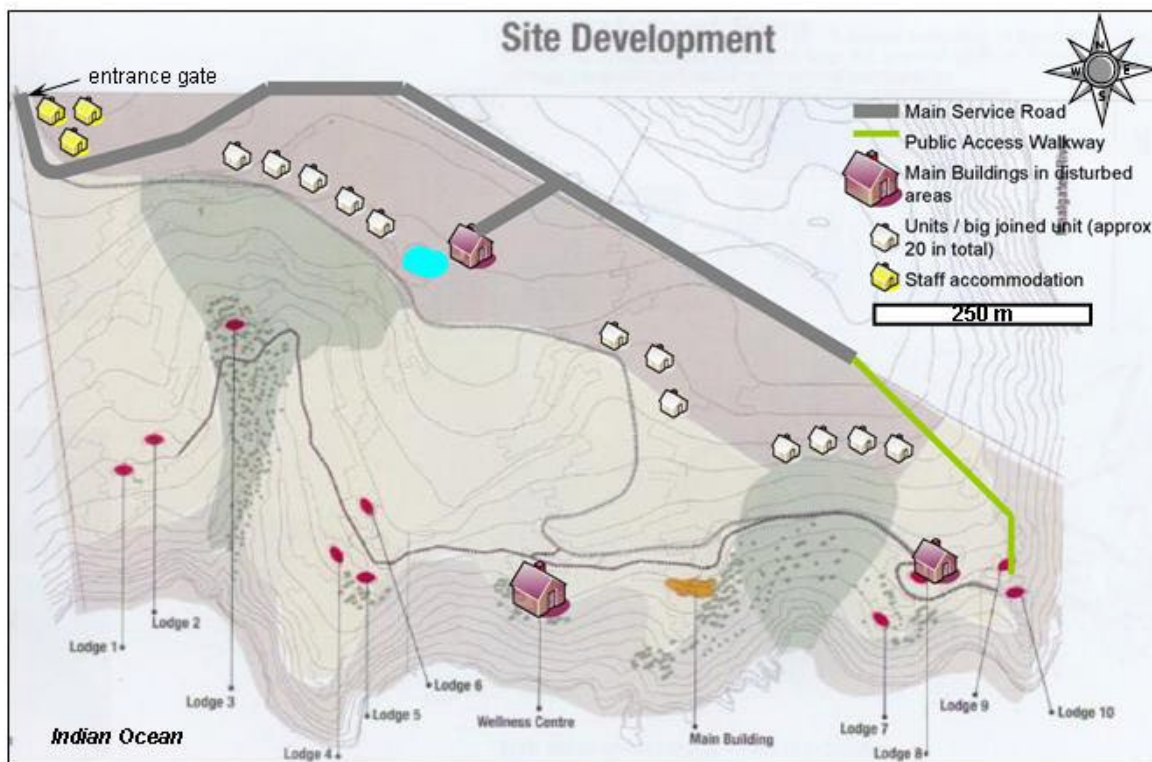 Site Development
N
W E
S
entrance gate
Main Service Road
Public Access Walkway
Main Buildings in disturbed
areas
Units / big joined unit (approx
20 in total)
Staff accommodation
250 m
Lodge 1
Lodge 2
Lodge 3
Lodge 4
Lodge 5
Lodge 6
Wellness Centre
Main Building
Lodge 7
Lodge 8
Lodge 9
Lodge 10
Indian Ocean